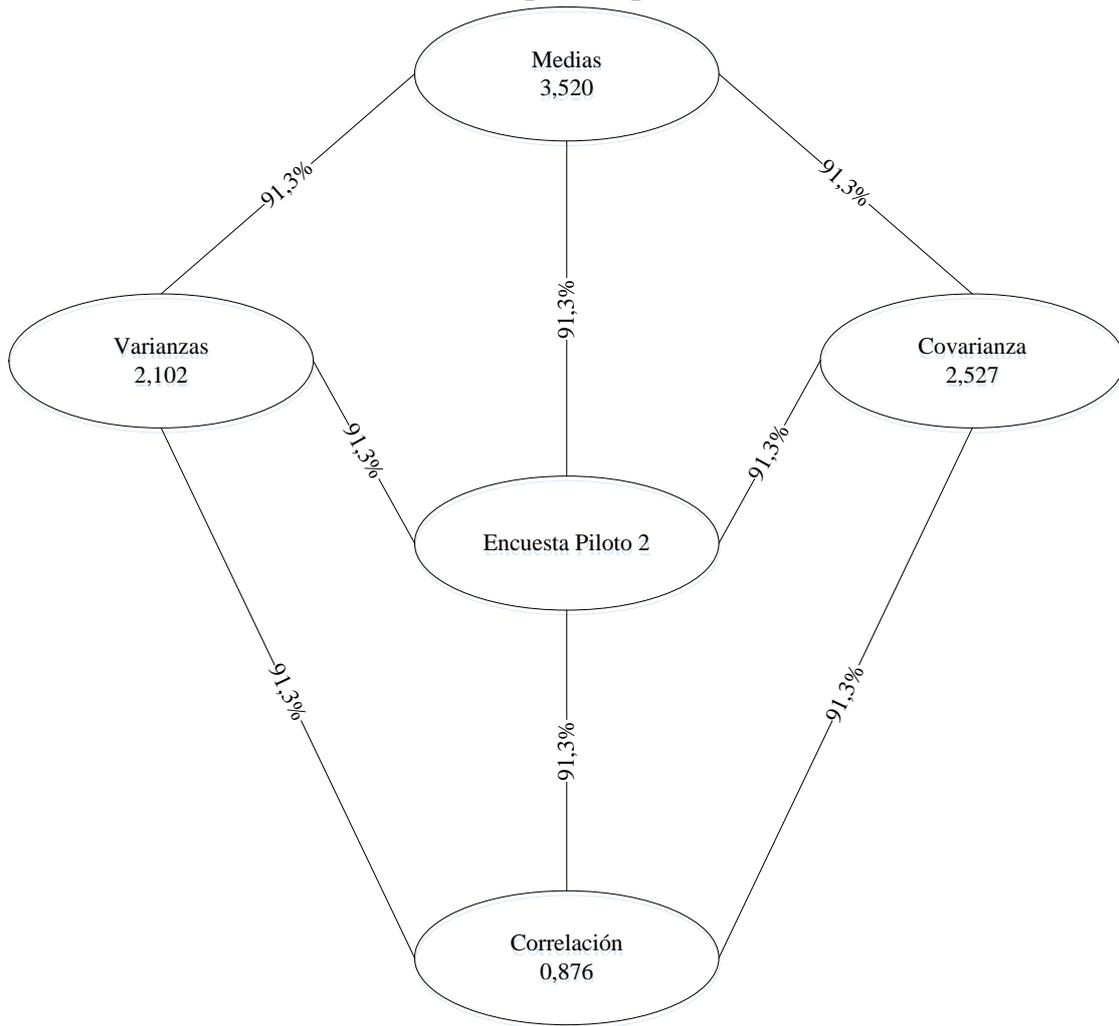 Medias
3,520
91,3%
91,3%
91,3%
Varianzas
2,102
Covarianza
2,527
91,3%
91,3%
Encuesta Piloto 2
91,3%
91,3%
91,3%
Correlación
0,876